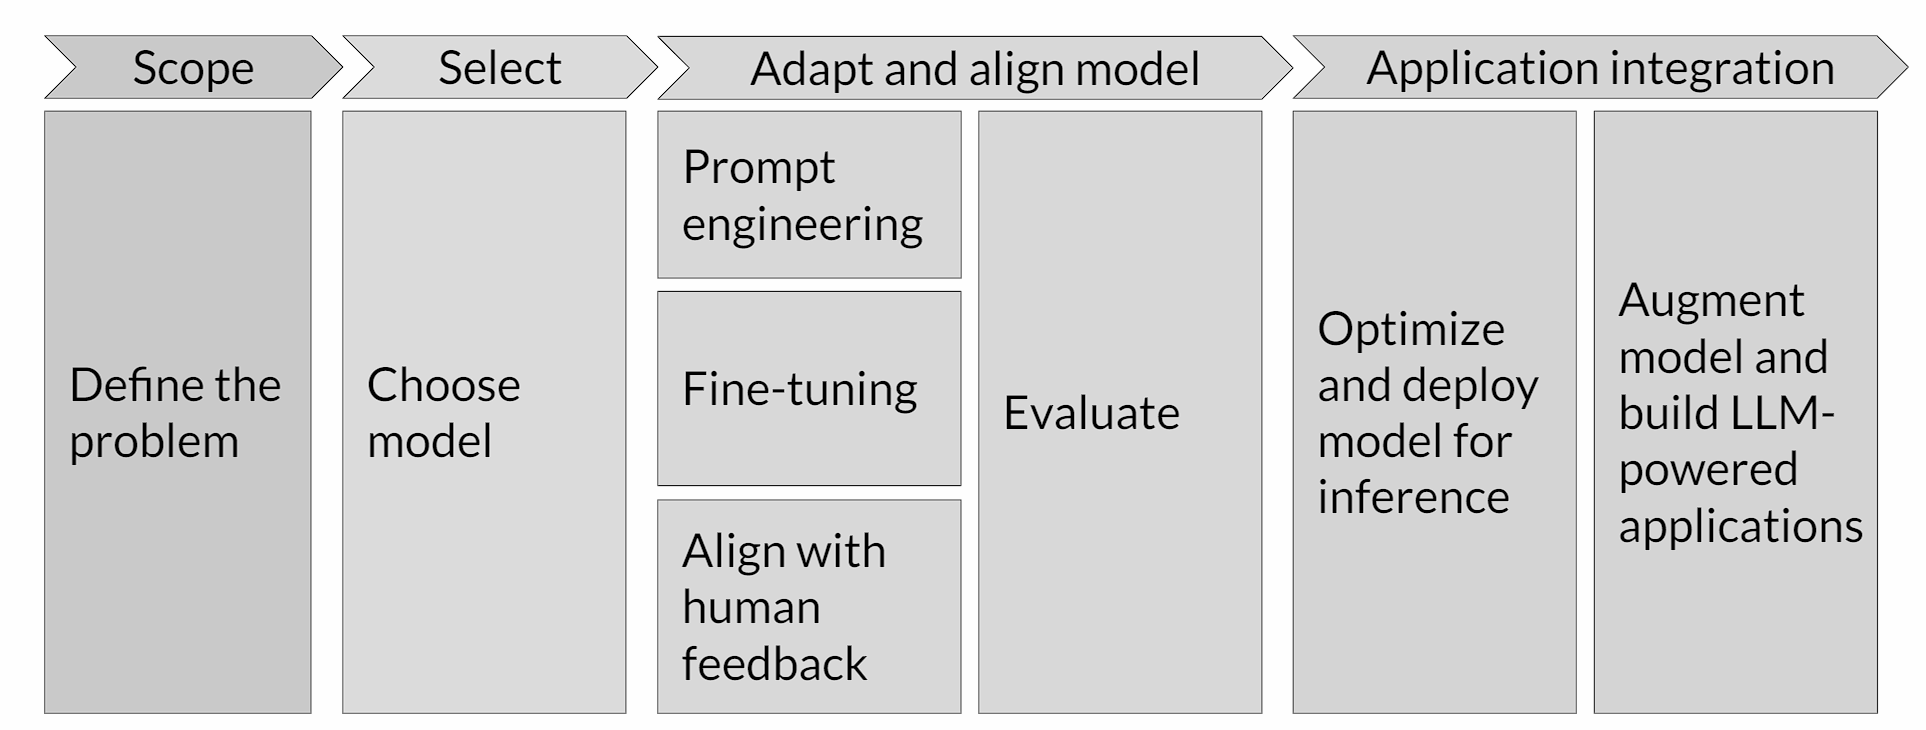 Scope
Select
Adapt and align model
Application integration
Define the
problem
Choose
model
Prompt
engineering
Fine-tuning
Align with
human
feedback
Evaluate
Optimize
and deploy
model for
inference
Augment
model and
build LLM-
powered
applications